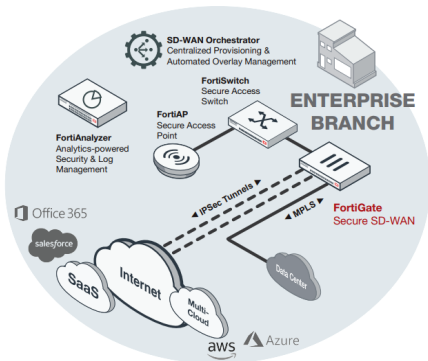 SD-WAN Orchestrator
Centralized Provisioning &
Automated Overlay Management
FortiSwitch
Secure Access
Switch
ENTERPRISE
BRANCH
FortiAP
Secure Access
Point
FortiAnalyzer
Analytics-powered
Security & Log
Management
◄ IPSec Tunnels ►
◄ MPLS ►
FortiGate
Secure SD-WAN
Office 365
salesforce
SaaS
Internet
Multi-
Cloud
Data Center
aws
Azure